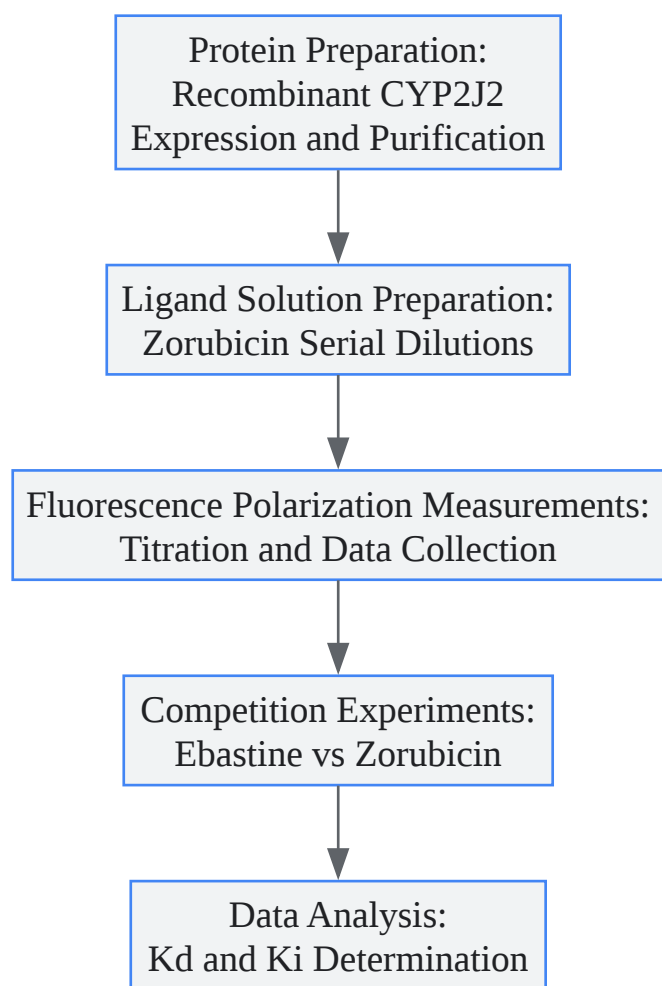 Protein Preparation:
Recombinant CYP2J2
Expression and Purification
Ligand Solution Preparation:
Zorubicin Serial Dilutions
Fluorescence Polarization Measurements:
Titration and Data Collection
Competition Experiments:
Ebastine vs Zorubicin
Data Analysis:
Kd and Ki Determination